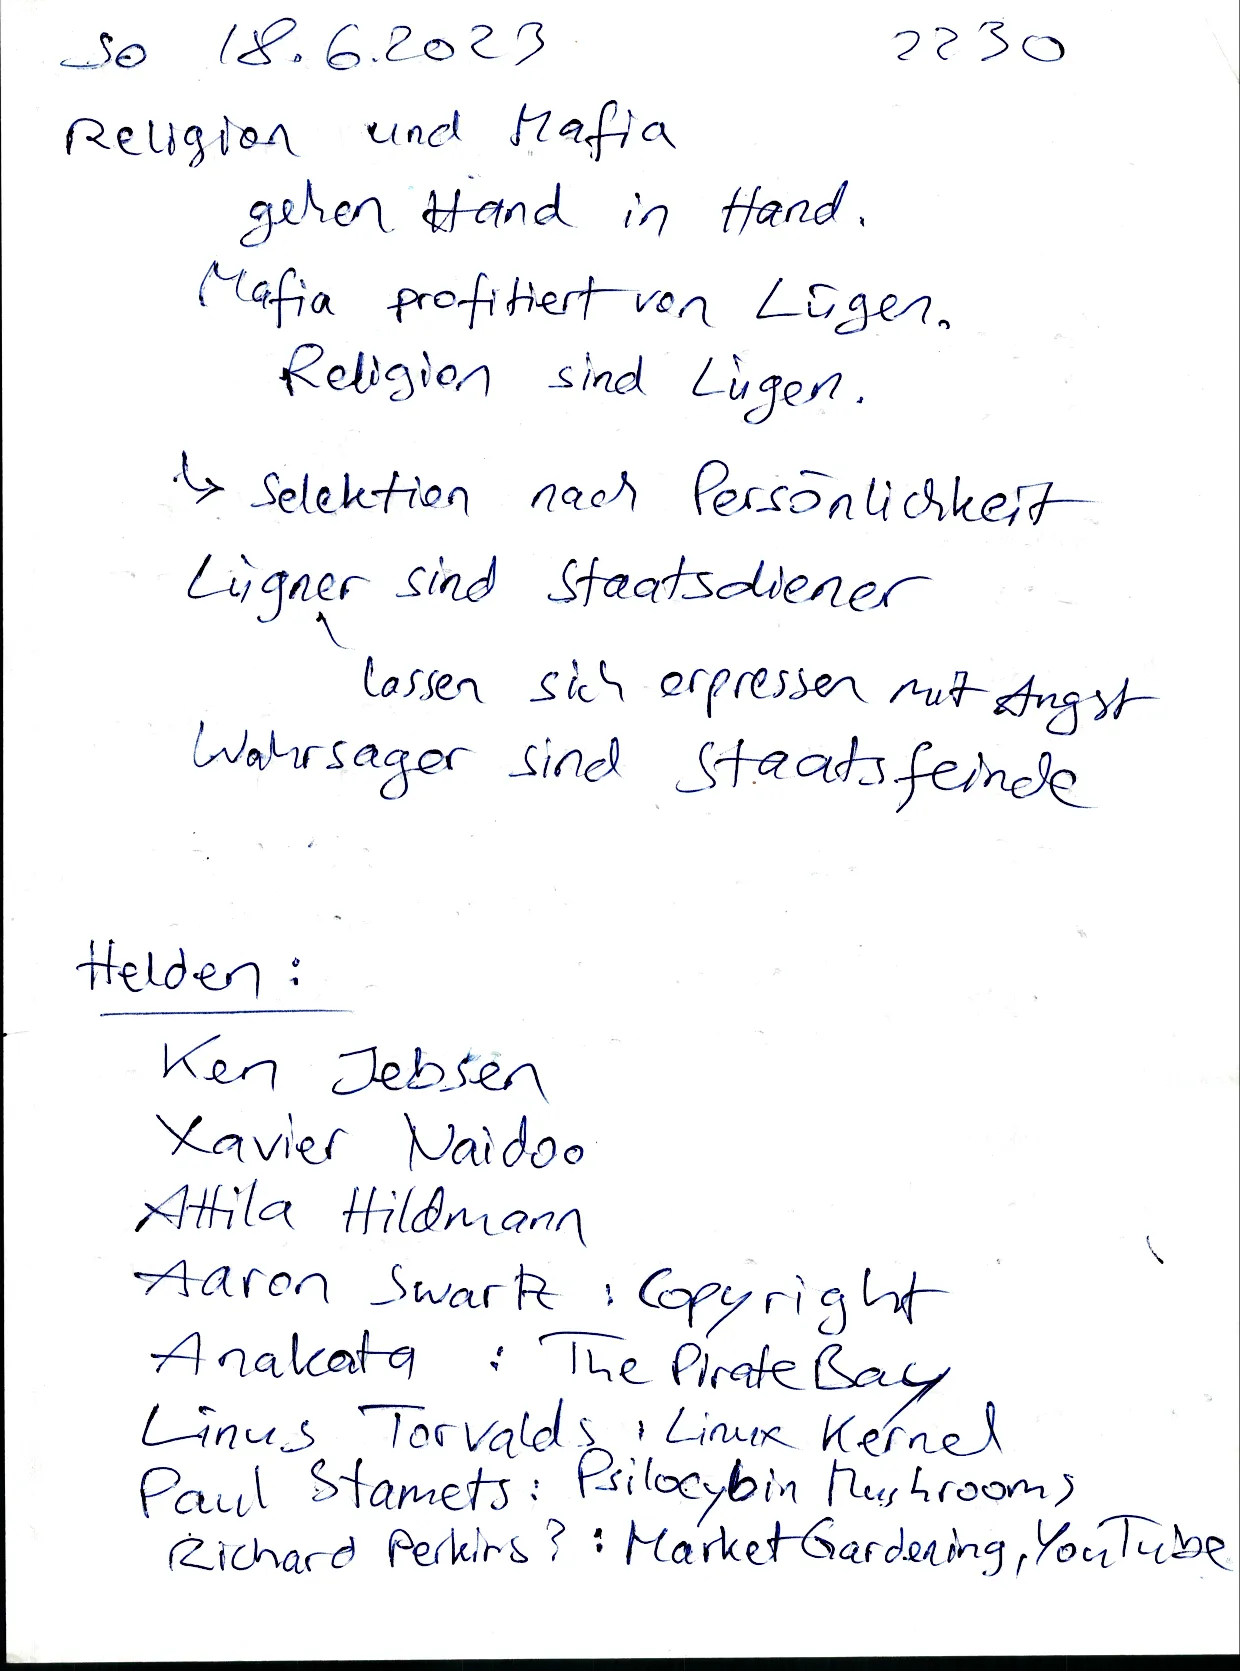 So 18.6.2023 2230
Religion und Mafia
gehen Hand in Hand.
Mafia profitiert von Lügen.
Religion sind Lügen.
↳ Selektion nach Persönlichkeit
Lügner sind Staatsdiener
lassen sich erpressen mit Angst
Wahrsager sind Staatsfeinde
Helden:
Ken Jebsen
Xavier Naidoo
Attila Hildmann
Aaron Swartz : Copyright
Anakata : The Pirate Bay
Linus Torvalds : Linux Kernel
Paul Stamets : Psilocybin Mushrooms
Richard Perkins? : Market Gardening, YouTube